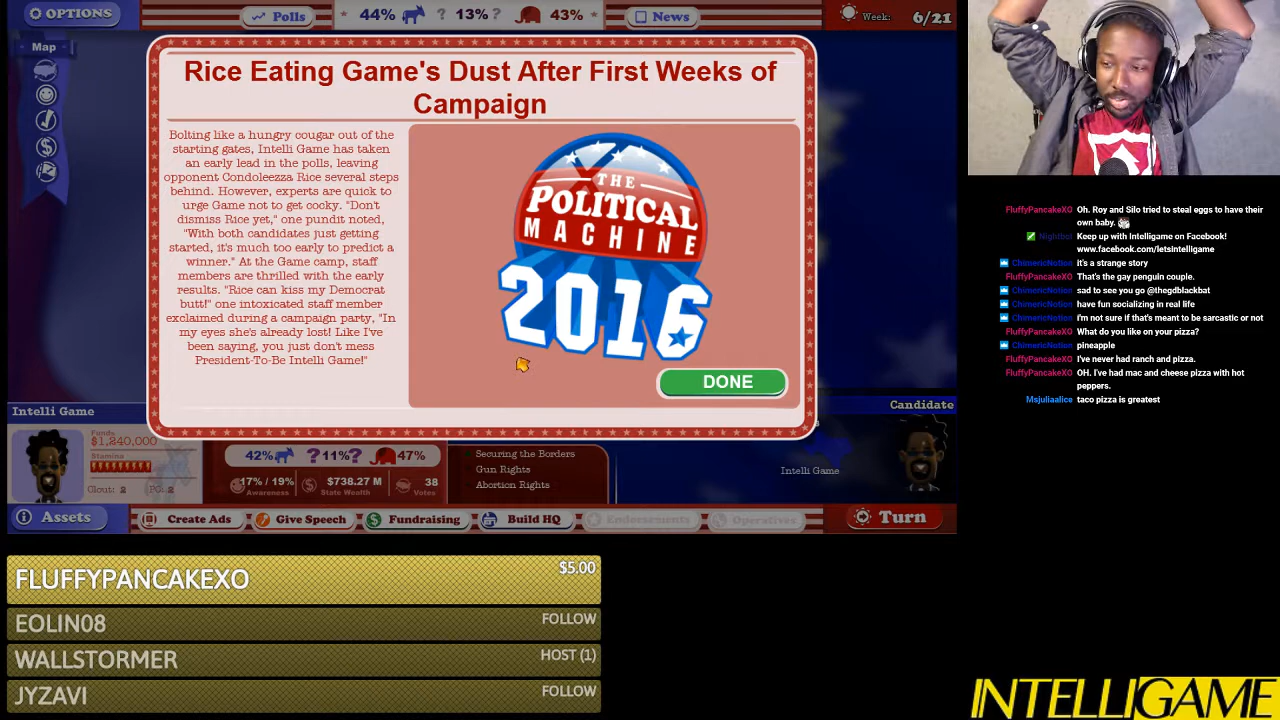 OPTIONS
Polls
44% ? 13% ? 43%
News
Week: 6/21
Map
Rice Eating Game's Dust After First Weeks of
Campaign
Bolting like a hungry cougar out of the
starting gates, Intelli Game has taken
an early lead in the polls, leaving
opponent Condoleezza Rice several steps
behind. However, experts are quick to
urge Game not to get cocky. "Don't
dismiss Rice yet," one pundit noted,
"With both candidates just getting
started, it's much too early to predict a
winner." At the Game camp, staff
members are thrilled with the early
results. "Rice can kiss my Democrat
butt!" one intoxicated staff member
exclaimed during a campaign party, "In
my eyes she's already lost! Like I've
been saying, you just don't mess
President-To-Be Intelli Game!"
THE
POLITICAL
MACHINE
2016
DONE
Intelli Game
Funds
$1,240,000
Stamina
Clout: 2
PC: 2
42% ? 11% ? 47%
17% / 19%
Awareness
$738.27 M
State Wealth
38
Votes
Securing the Borders
Gun Rights
Abortion Rights
Intelli Game
Candidate
Assets
Create Ads
Give Speech
Fundraising
Build HQ
Endorsements
Operatives
Turn
FluffyPancakeXO Oh. Roy and Silo tried to steal eggs to have their
own baby.
Nightbot Keep up with Intelligame on Facebook!
www.facebook.com/letsintelligame
ChimericNotion it's a strange story
FluffyPancakeXO That's the gay penguin couple.
ChimericNotion sad to see you go @thegdblackbat
ChimericNotion have fun socializing in real life
ChimericNotion i'm not sure if that's meant to be sarcastic or not
FluffyPancakeXO What do you like on your pizza?
ChimericNotion pineapple
FluffyPancakeXO I've never had ranch and pizza.
FluffyPancakeXO OH. I've had mac and cheese pizza with hot
peppers.
Msjuliaalice taco pizza is greatest
FLUFFYPANCAKEXO $5.00
EOLIN08 FOLLOW
WALLSTORMER HOST (1)
JYZAVI FOLLOW
INTELLIGAME